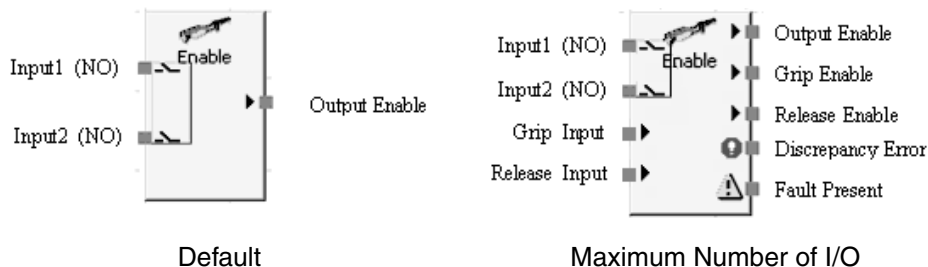 Enable
Input1 (NO)
Input2 (NO)
Output Enable
Default
Enable
Input1 (NO)
Input2 (NO)
Grip Input
Release Input
Output Enable
Grip Enable
Release Enable
Discrepancy Error
Fault Present
Maximum Number of I/O